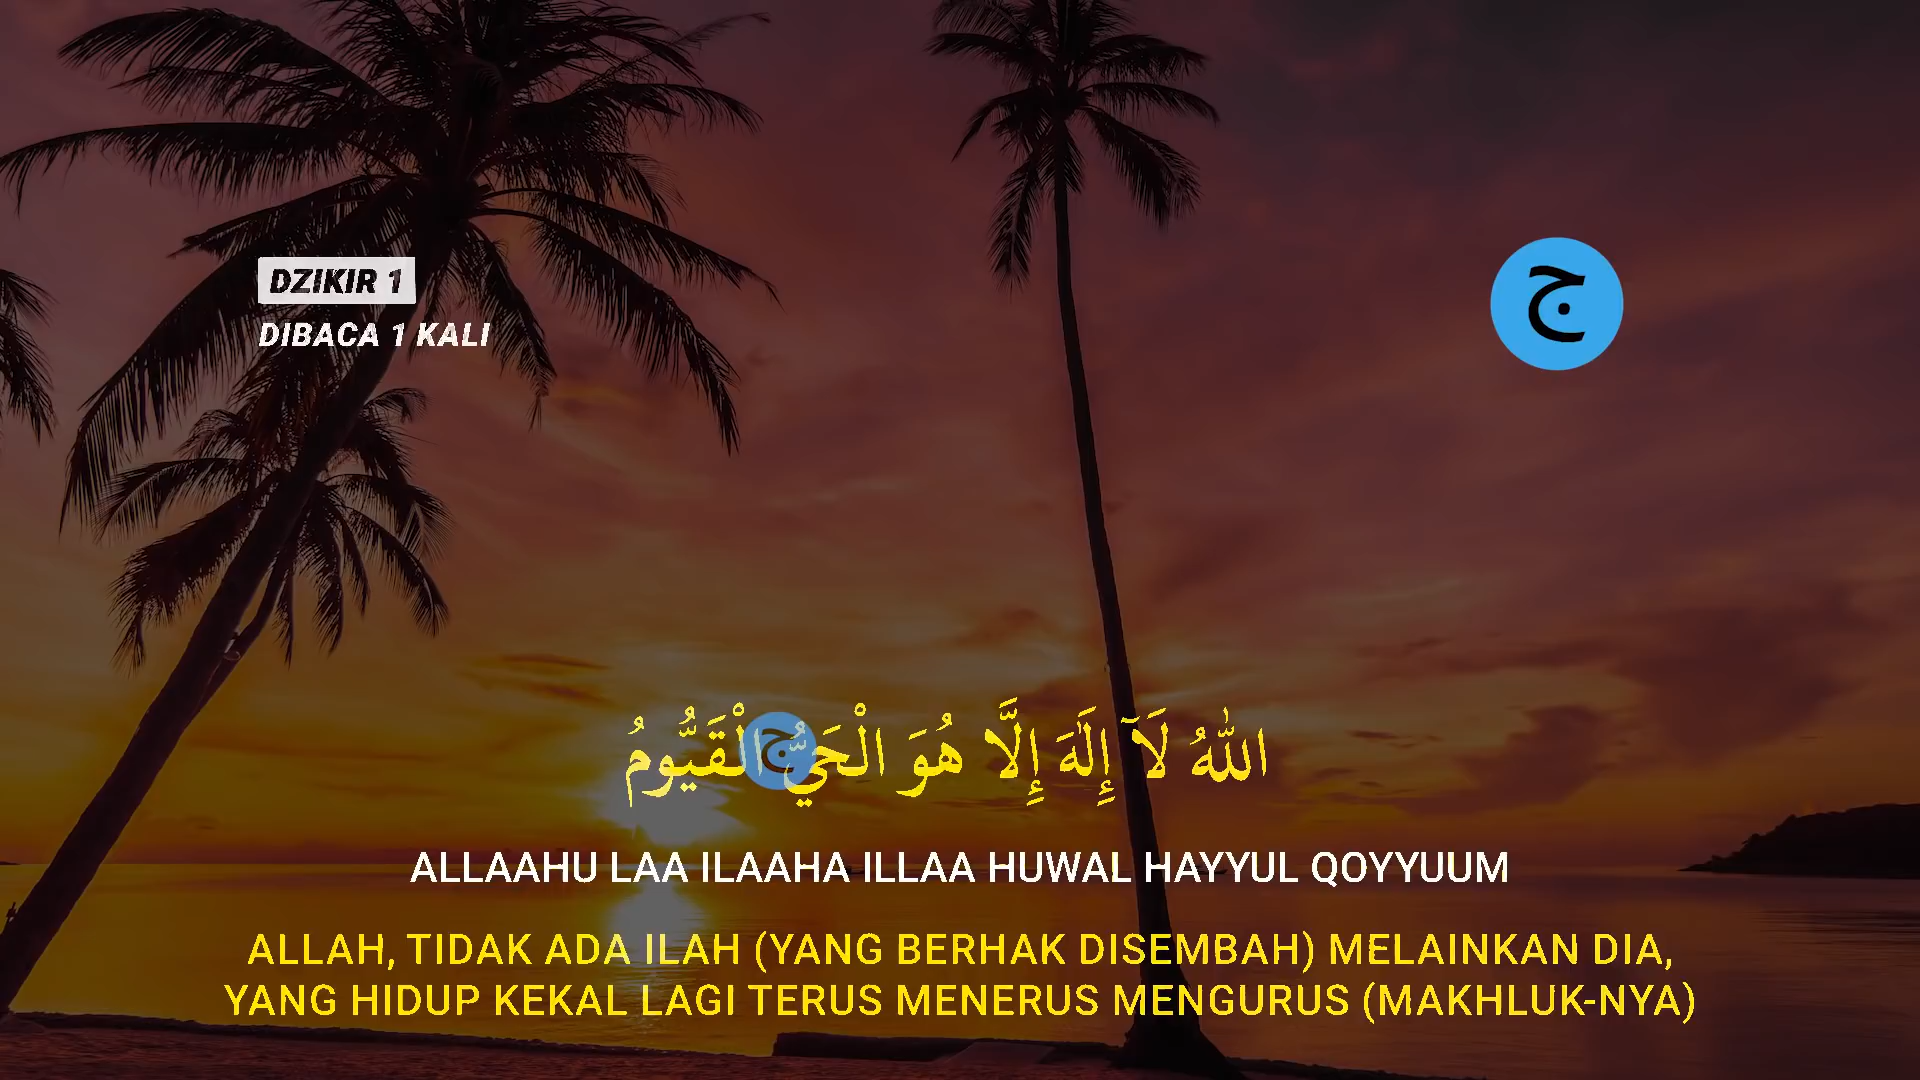 DZIKIR 1
DIBACA 1 KALI
ج
اللهُ لَآ إِلَٰهَ إِلَّا هُوَ الْحَيُّ الْقَيُّومُ
ج
ALLAAHU LAA ILAAHA ILLAA HUWAL HAYYUL QOYYUUM
ALLAH, TIDAK ADA ILAH (YANG BERHAK DISEMBAH) MELAINKAN DIA,
YANG HIDUP KEKAL LAGI TERUS MENERUS MENGURUS (MAKHLUK-NYA)